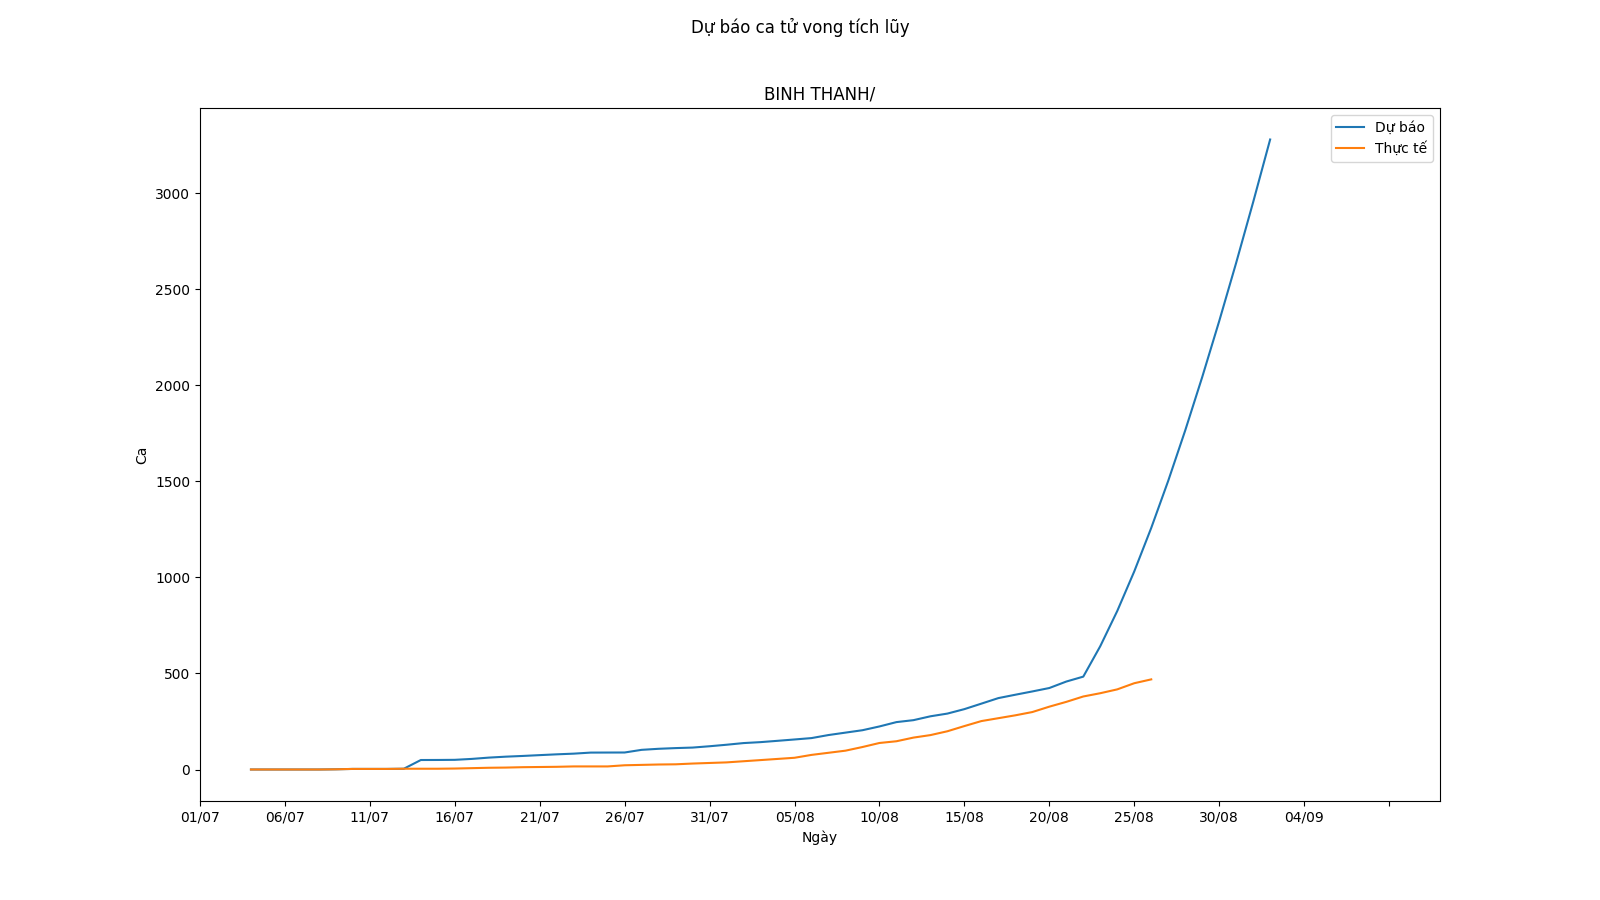 Dự báo ca tử vong tích lũy
BINH THANH/
Dự báo
Thực tế
3000
2500
2000
1500
1000
500
0
Ca
01/07 06/07 11/07 16/07 21/07 26/07 31/07 05/08 10/08 15/08 20/08 25/08 30/08 04/09
Ngày